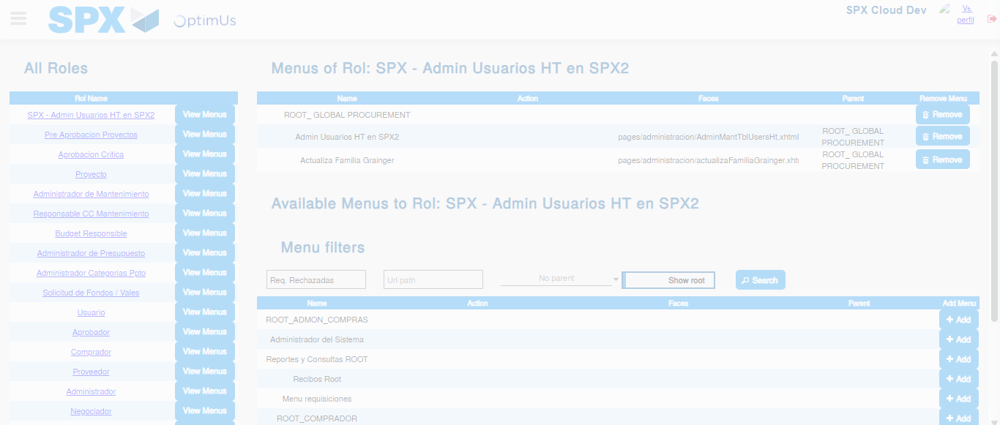 SPX OptimUs
SPX Cloud Dev
Ve
perfil
All Roles
Rol Name
SPX - Admin Usuarios HT en SPX2 View Menus
Pre Aprobacion Proyectos View Menus
Aprobacion Critica View Menus
Proyecto View Menus
Administrador de Mantenimiento View Menus
Responsable CC Mantenimiento View Menus
Budget Responsible View Menus
Administrador de Presupuesto View Menus
Administrador Categorias Ppto View Menus
Solicitud de Fondos / Vales View Menus
Usuario View Menus
Aprobador View Menus
Comprador View Menus
Proveedor View Menus
Administrador View Menus
Negociador View Menus
Menus of Rol: SPX - Admin Usuarios HT en SPX2
Name Action Faces Parent Remove Menu
ROOT_ GLOBAL PROCUREMENT Remove
Admin Usuarios HT en SPX2 pages/administracion/AdminMantTblUsersHt.xhtml ROOT_ GLOBAL PROCUREMENT Remove
Actualiza Familia Grainger pages/administracion/actualizaFamiliaGrainger.xhtml ROOT_ GLOBAL PROCUREMENT Remove
Available Menus to Rol: SPX - Admin Usuarios HT en SPX2
Menu filters
Req. Rechazadas Url path No parent Show root Search
Name Action Faces Parent Add Menu
ROOT_ADMON_COMPRAS Add
Administrador del Sistema Add
Reportes y Consultas ROOT Add
Recibos Root Add
Menu requisiciones Add
ROOT_COMPRADOR Add